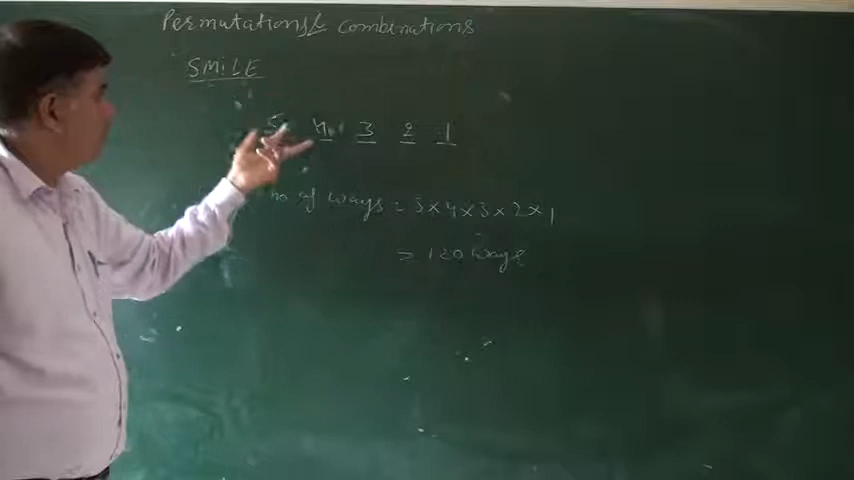 Permutations & Combinations
SMiLE
5 4 3 2 1
no of ways = 5×4×3×2×1
= 120 ways